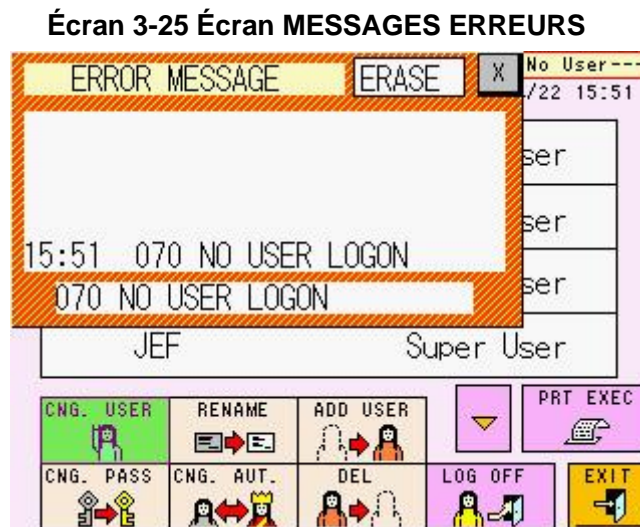 Écran 3-25 Écran MESSAGES ERREURS
ERROR MESSAGE
ERASE
X
No User---
/22 15:51
ser
ser
15:51 070 NO USER LOGON
ser
070 NO USER LOGON
JEF Super User
CNG. USER
RENAME
ADD USER
PRT EXEC
CNG. PASS
CNG. AUT.
DEL
LOG OFF
EXIT